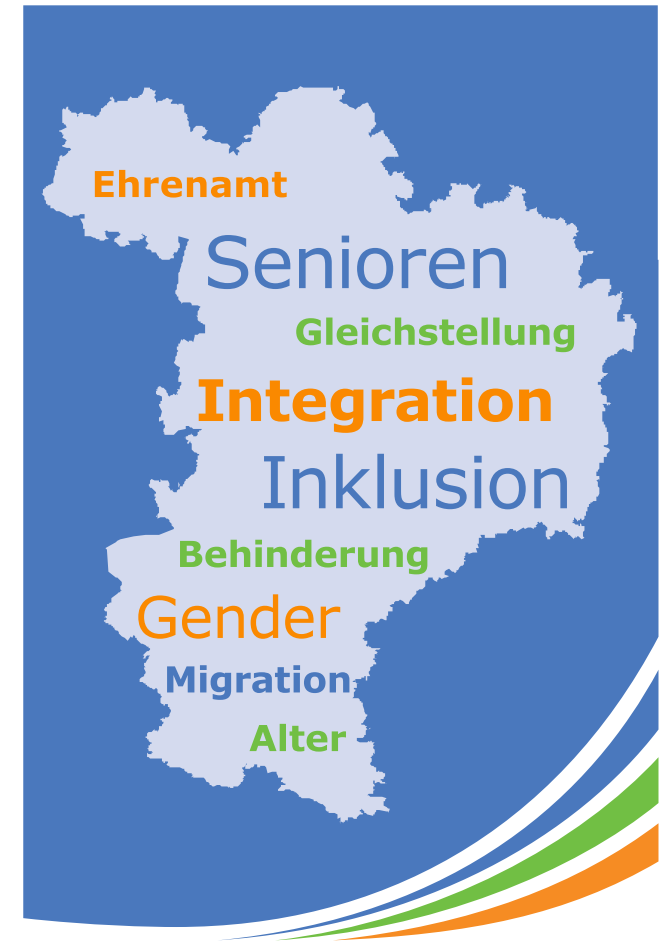 Ehrenamt
Senioren
Gleichstellung
Integration
Inklusion
Behinderung
Gender
Migration
Alter